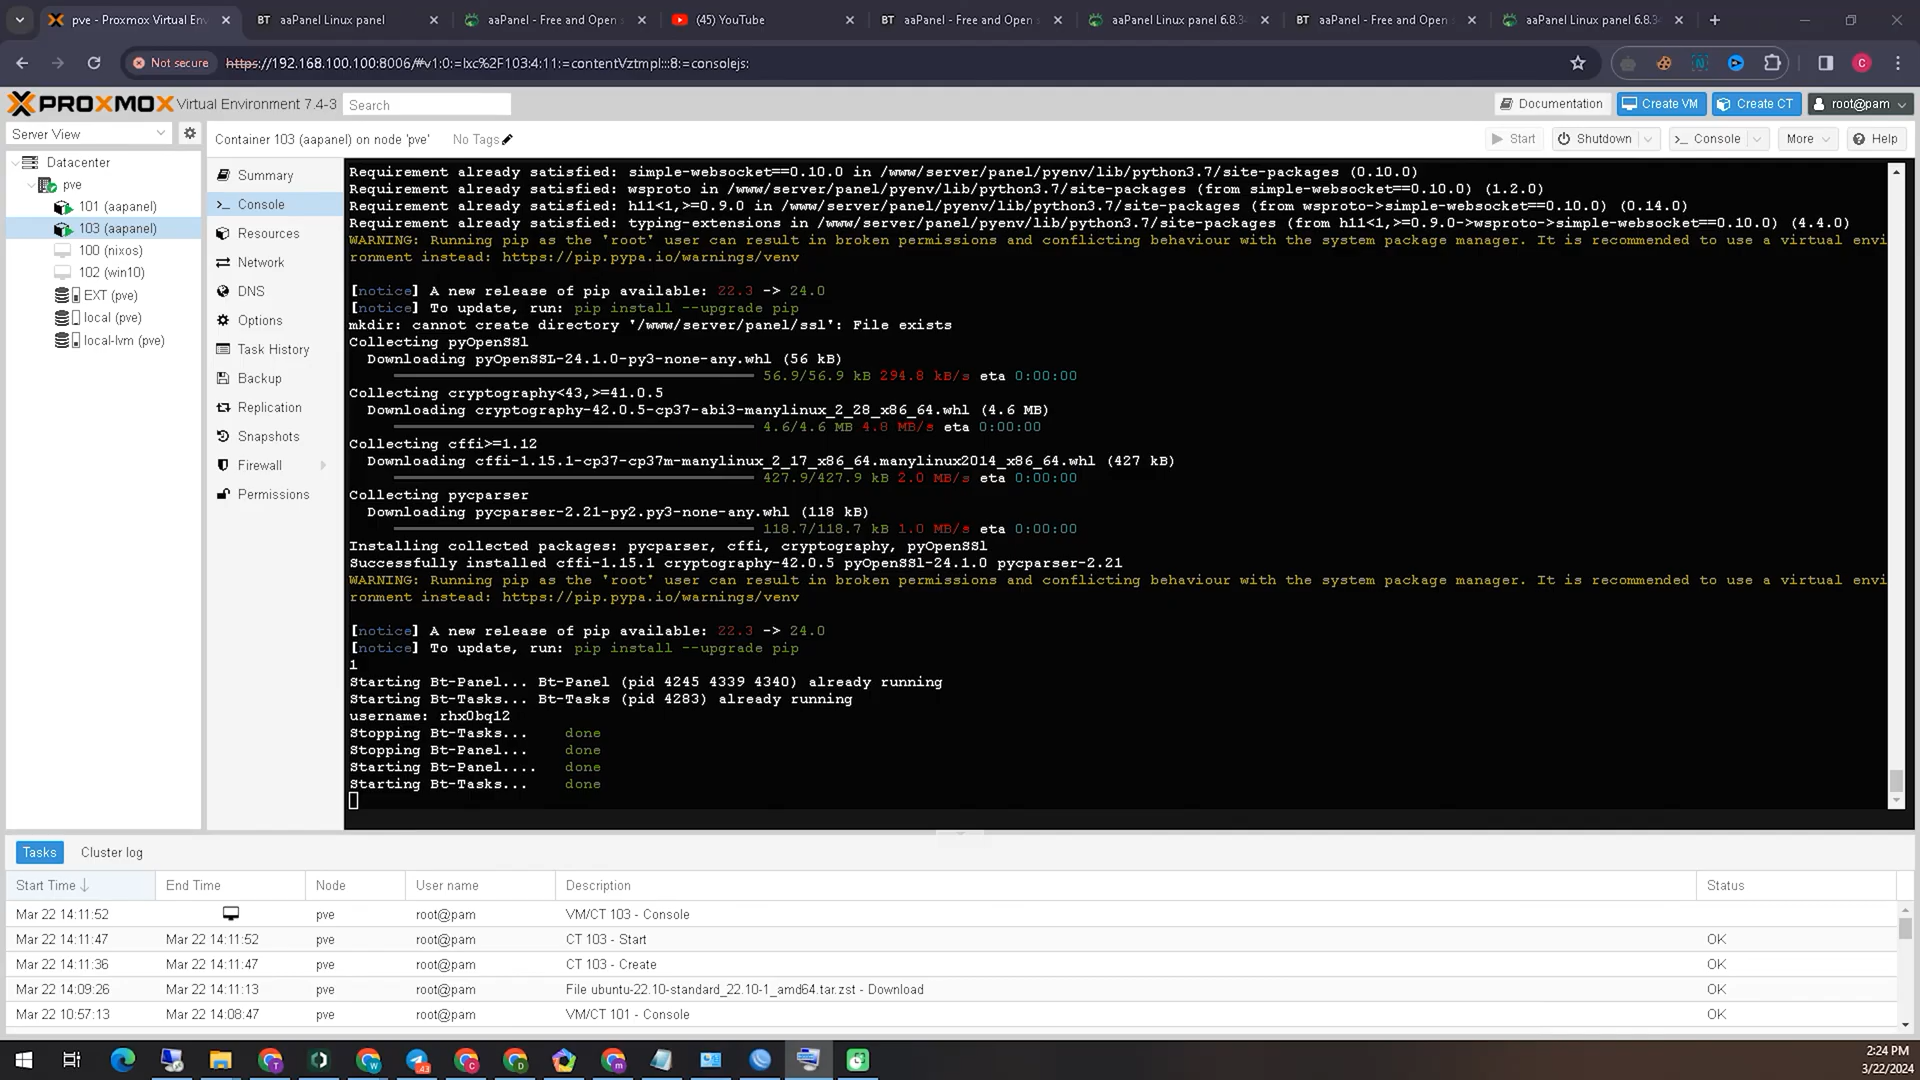 pve - Proxmox Virtual En
aaPanel Linux panel
aaPanel - Free and Open s
(45) YouTube
aaPanel - Free and Open s
aaPanel Linux panel 6.8.34
aaPanel - Free and Open s
aaPanel Linux panel 6.8.34
Not secure
https://192.168.100.100:8006/#v1:0:=lxc%2F103:4:11:=contentVztmpl:::8:=consolejs:
PROXMOX Virtual Environment 7.4-3
Search
Documentation
Create VM
Create CT
root@pam
Server View
Container 103 (aapanel) on node 'pve'
No Tags
Start
Shutdown
Console
More
Help
Datacenter
pve
101 (aapanel)
103 (aapanel)
100 (nixos)
102 (win10)
EXT (pve)
local (pve)
local-lvm (pve)
Summary
Console
Resources
Network
DNS
Options
Task History
Backup
Replication
Snapshots
Firewall
Permissions
Requirement already satisfied: simple-websocket==0.10.0 in /www/server/panel/pyenv/lib/python3.7/site-packages (0.10.0)
Requirement already satisfied: wsproto in /www/server/panel/pyenv/lib/python3.7/site-packages (from simple-websocket==0.10.0) (1.2.0)
Requirement already satisfied: h11<1,>=0.9.0 in /www/server/panel/pyenv/lib/python3.7/site-packages (from wsproto->simple-websocket==0.10.0) (0.14.0)
Requirement already satisfied: typing-extensions in /www/server/panel/pyenv/lib/python3.7/site-packages (from h11<1,>=0.9.0->wsproto->simple-websocket==0.10.0) (4.4.0)
WARNING: Running pip as the 'root' user can result in broken permissions and conflicting behaviour with the system package manager. It is recommended to use a virtual envi
ronment instead: https://pip.pypa.io/warnings/venv
[notice] A new release of pip available: 22.3 -> 24.0
[notice] To update, run: pip install --upgrade pip
mkdir: cannot create directory '/www/server/panel/ssl': File exists
Collecting pyOpenSSl
Downloading pyOpenSSL-24.1.0-py3-none-any.whl (56 kB)
56.9/56.9 kB 294.8 kB/s eta 0:00:00
Collecting cryptography<43,>=41.0.5
Downloading cryptography-42.0.5-cp37-abi3-manylinux_2_28_x86_64.whl (4.6 MB)
4.6/4.6 MB 4.8 MB/s eta 0:00:00
Collecting cffi>=1.12
Downloading cffi-1.15.1-cp37-cp37m-manylinux_2_17_x86_64.manylinux2014_x86_64.whl (427 kB)
427.9/427.9 kB 2.0 MB/s eta 0:00:00
Collecting pycparser
Downloading pycparser-2.21-py2.py3-none-any.whl (118 kB)
118.7/118.7 kB 1.0 MB/s eta 0:00:00
Installing collected packages: pycparser, cffi, cryptography, pyOpenSSl
Successfully installed cffi-1.15.1 cryptography-42.0.5 pyOpenSSl-24.1.0 pycparser-2.21
WARNING: Running pip as the 'root' user can result in broken permissions and conflicting behaviour with the system package manager. It is recommended to use a virtual envi
ronment instead: https://pip.pypa.io/warnings/venv
[notice] A new release of pip available: 22.3 -> 24.0
[notice] To update, run: pip install --upgrade pip
1
Starting Bt-Panel... Bt-Panel (pid 4245 4339 4340) already running
Starting Bt-Tasks... Bt-Tasks (pid 4283) already running
username: rhx0bq12
Stopping Bt-Tasks... done
Stopping Bt-Panel... done
Starting Bt-Panel.... done
Starting Bt-Tasks... done
Tasks
Cluster log
Start Time
End Time
Node
User name
Description
Status
Mar 22 14:11:52 pve root@pam VM/CT 103 - Console
Mar 22 14:11:47 Mar 22 14:11:52 pve root@pam CT 103 - Start OK
Mar 22 14:11:36 Mar 22 14:11:47 pve root@pam CT 103 - Create OK
Mar 22 14:09:26 Mar 22 14:11:13 pve root@pam File ubuntu-22.10-standard_22.10-1_amd64.tar.zst - Download OK
Mar 22 10:57:13 Mar 22 14:08:47 pve root@pam VM/CT 101 - Console OK
2:24 PM
3/22/2024